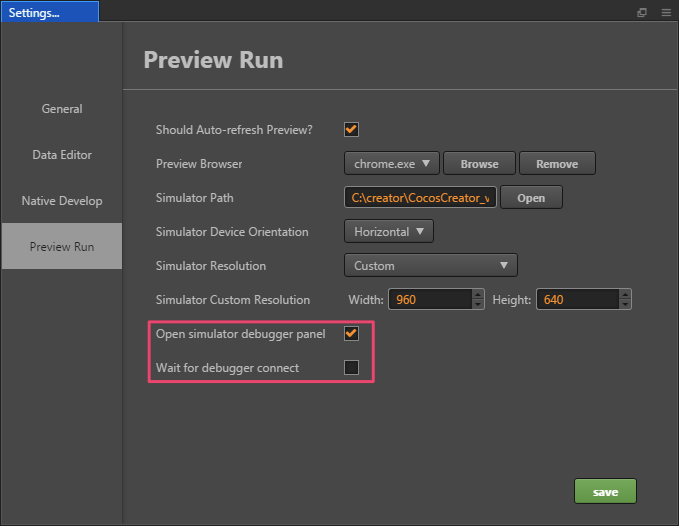 Settings...
Preview Run
General
Data Editor
Native Develop
Preview Run
Should Auto-refresh Preview?
Preview Browser chrome.exe Browse Remove
Simulator Path C:\creator\CocosCreator_v Open
Simulator Device Orientation Horizontal
Simulator Resolution Custom
Simulator Custom Resolution Width: 960 Height: 640
Open simulator debugger panel
Wait for debugger connect
save